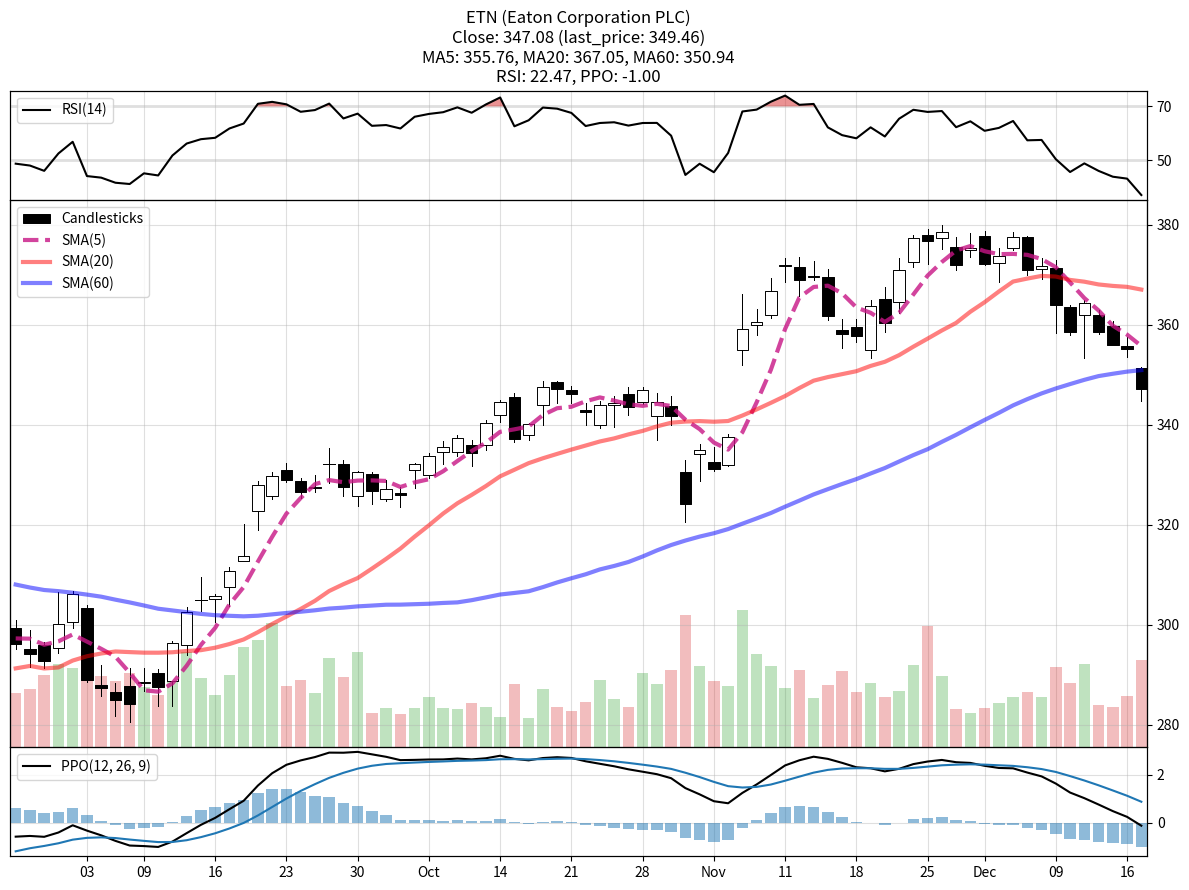 ETN (Eaton Corporation PLC)
Close: 347.08 (last_price: 349.46)
MA5: 355.76, MA20: 367.05, MA60: 350.94
RSI: 22.47, PPO: -1.00
RSI(14)
70
50
Candlesticks
SMA(5)
SMA(20)
SMA(60)
380
360
340
320
300
280
PPO(12, 26, 9)
2
0
03 09 16 23 30 Oct 14 21 28 Nov 11 18 25 Dec 09 16